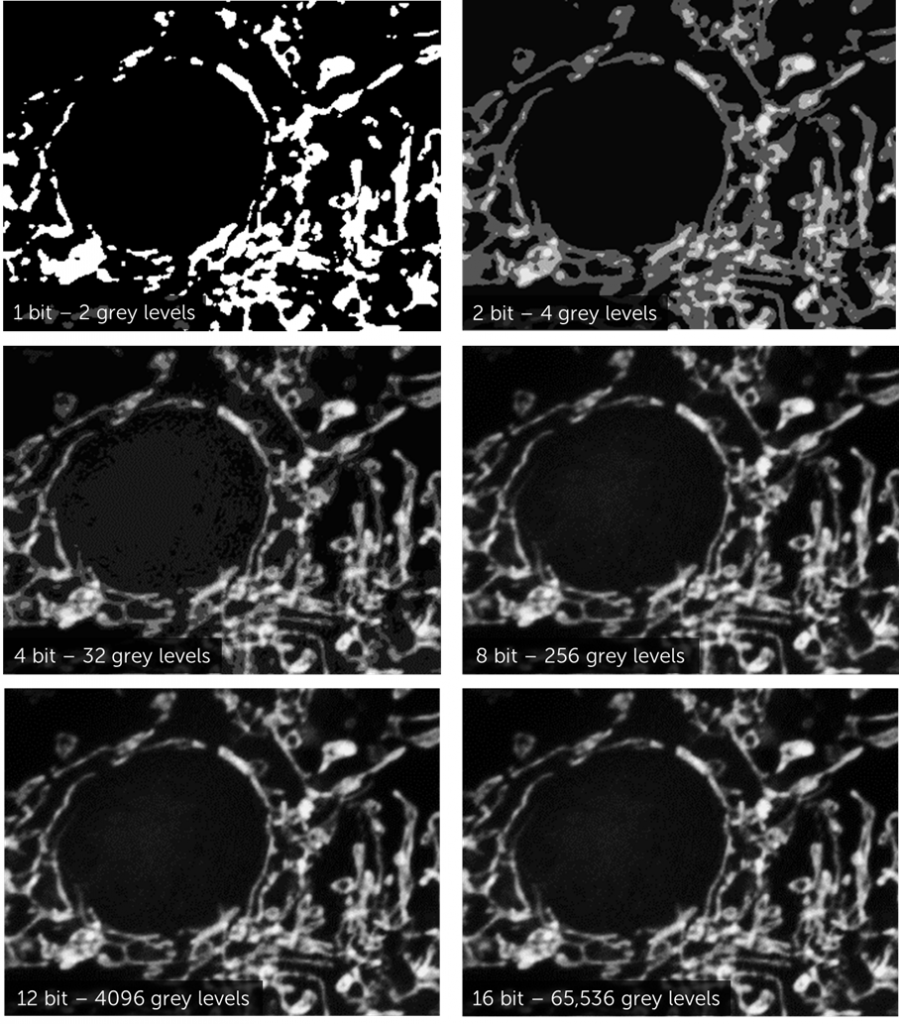 1 bit – 2 grey levels
2 bit – 4 grey levels
4 bit – 32 grey levels
8 bit – 256 grey levels
12 bit – 4096 grey levels
16 bit – 65,536 grey levels